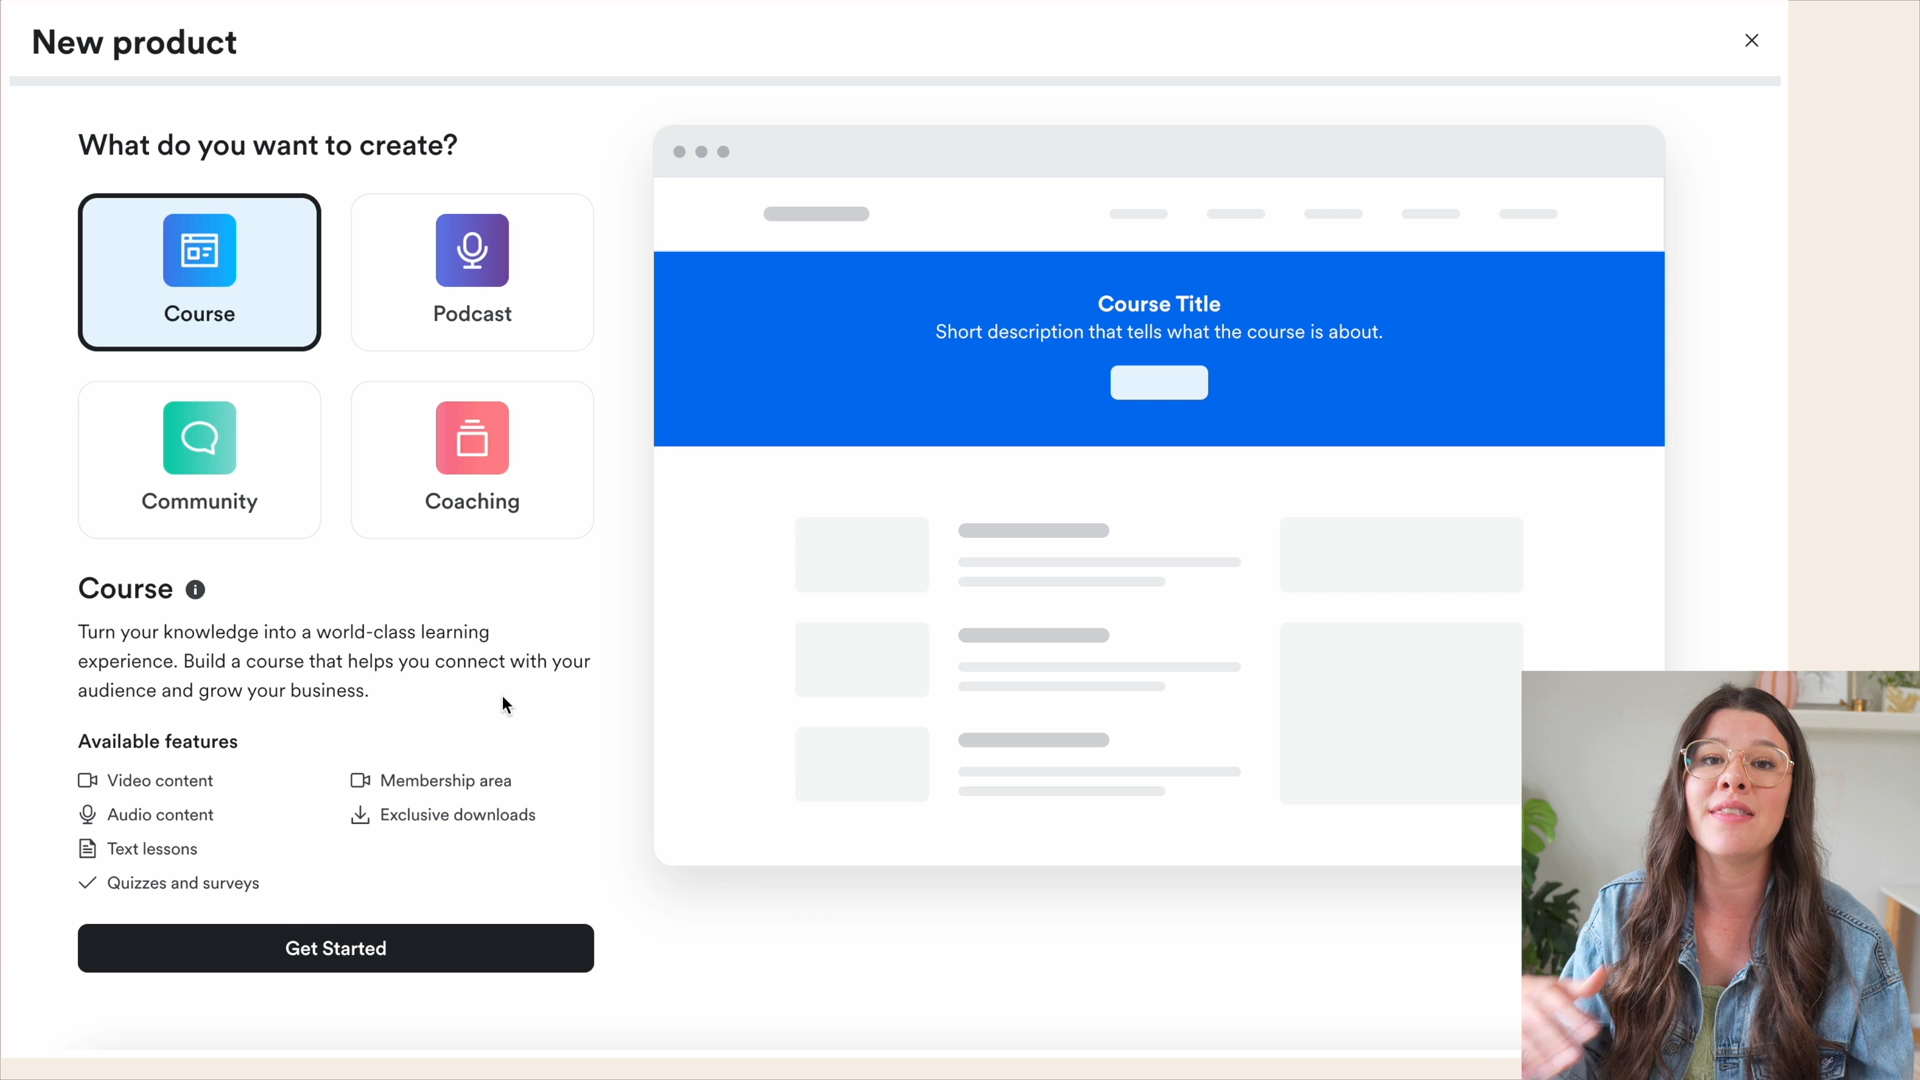 New product
What do you want to create?
Course
Podcast
Community
Coaching
Course
Turn your knowledge into a world-class learning
experience. Build a course that helps you connect with your
audience and grow your business.
Available features
Video content
Membership area
Audio content
Exclusive downloads
Text lessons
Quizzes and surveys
Get Started
Course Title
Short description that tells what the course is about.